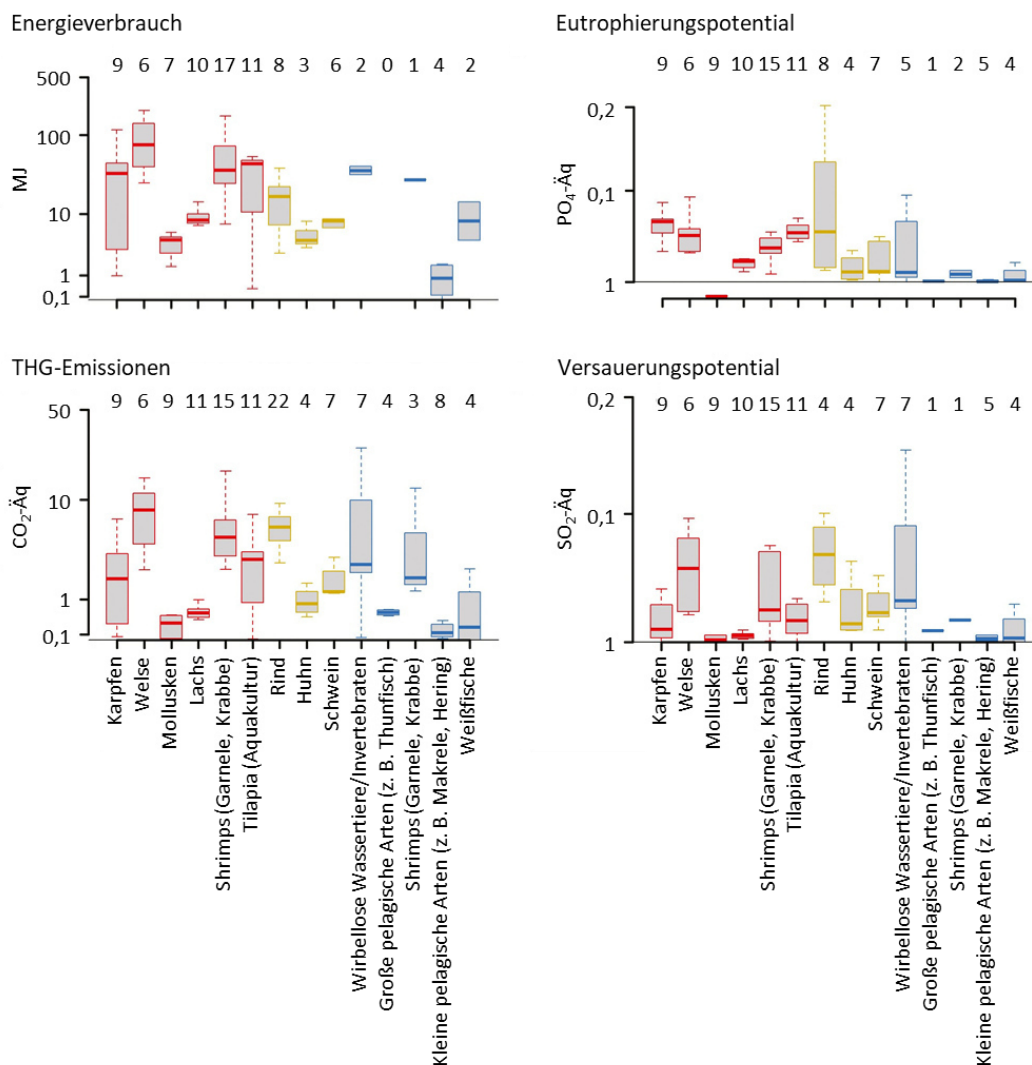 Energieverbrauch
9 6 7 10 17 11 8 3 6 2 0 1 4 2
500
100
10
1
0,1
MJ
Eutrophierungspotential
9 6 9 10 15 11 8 4 7 5 1 2 5 4
0,2
0,1
1
PO4-Äq
THG-Emissionen
9 6 9 11 15 11 22 4 7 7 4 3 8 4
50
10
1
0,1
CO2-Äq
Karpfen
Welse
Mollusken
Lachs
Shrimps (Garnele, Krabbe)
Tilapia (Aquakultur)
Rind
Huhn
Schwein
Wirbellose Wassertiere/Invertebraten
Große pelagische Arten (z. B. Thunfisch)
Shrimps (Garnele, Krabbe)
Kleine pelagische Arten (z. B. Makrele, Hering)
Weißfische
Versauerungspotential
9 6 9 10 15 11 4 4 7 7 1 1 5 4
0,2
0,1
1
SO2-Äq
Karpfen
Welse
Mollusken
Lachs
Shrimps (Garnele, Krabbe)
Tilapia (Aquakultur)
Rind
Huhn
Schwein
Wirbellose Wassertiere/Invertebraten
Große pelagische Arten (z. B. Thunfisch)
Shrimps (Garnele, Krabbe)
Kleine pelagische Arten (z. B. Makrele, Hering)
Weißfische